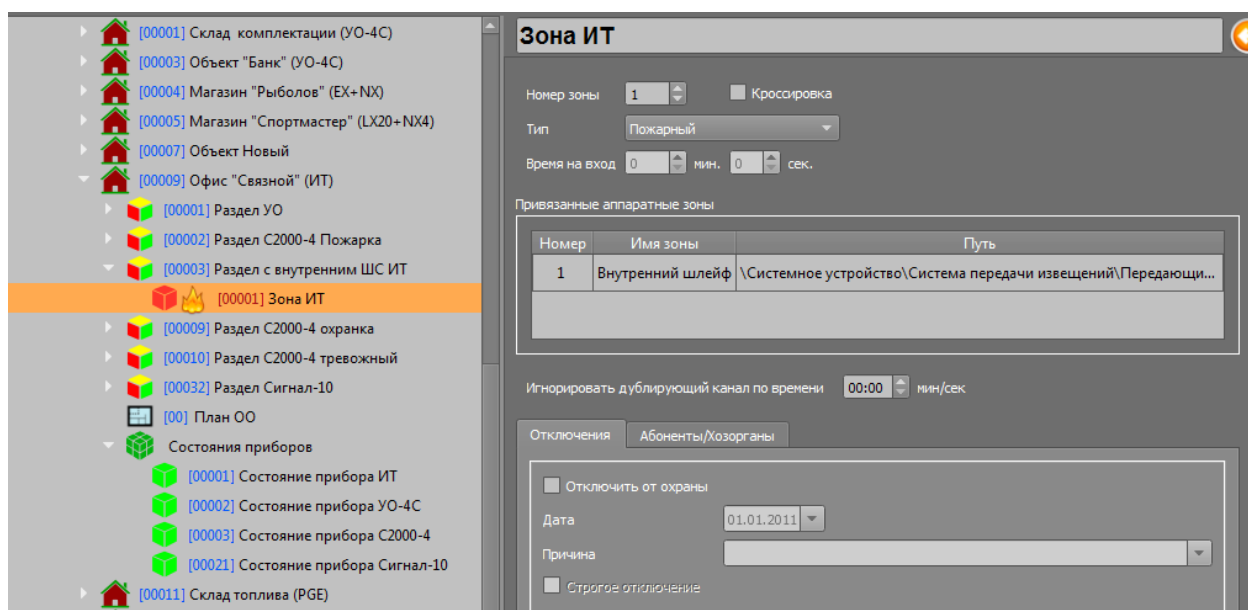 [00001] Склад комплектации (УО-4С)
[00003] Объект "Банк" (УО-4С)
[00004] Магазин "Рыболов" (EX+NX)
[00005] Магазин "Спортмастер" (LX20+NX4)
[00007] Объект Новый
[00009] Офис "Связной" (ИТ)
[00001] Раздел УО
[00002] Раздел С2000-4 Пожарка
[00003] Раздел с внутренним ШС ИТ
[00001] Зона ИТ
[00009] Раздел С2000-4 охранка
[00010] Раздел С2000-4 тревожный
[00032] Раздел Сигнал-10
[00] План ОО
Состояния приборов
[00001] Состояние прибора ИТ
[00002] Состояние прибора УО-4С
[00003] Состояние прибора С2000-4
[00021] Состояние прибора Сигнал-10
[00011] Склад топлива (PGE)
Зона ИТ
Номер зоны 1 Кроссировка
Тип Пожарный
Время на вход 0 мин. 0 сек.
Привязанные аппаратные зоны
Номер Имя зоны Путь
1 Внутренний шлейф \Системное устройство\Система передачи извещений\Передающи...
Игнорировать дублирующий канал по времени 00:00 мин/сек
Отключения Абоненты/Хозорганы
Отключить от охраны
Дата 01.01.2011
Причина
Строгое отключение